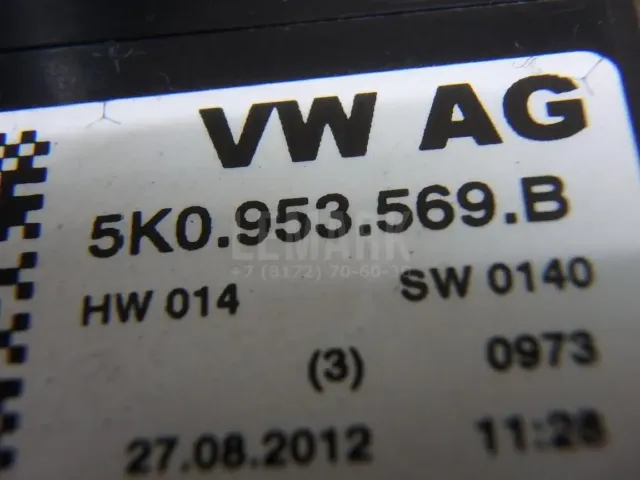 VW AG
5K0.953.569.B
HW 014 SW 0140
(3) 0973
27.08.2012 11:28